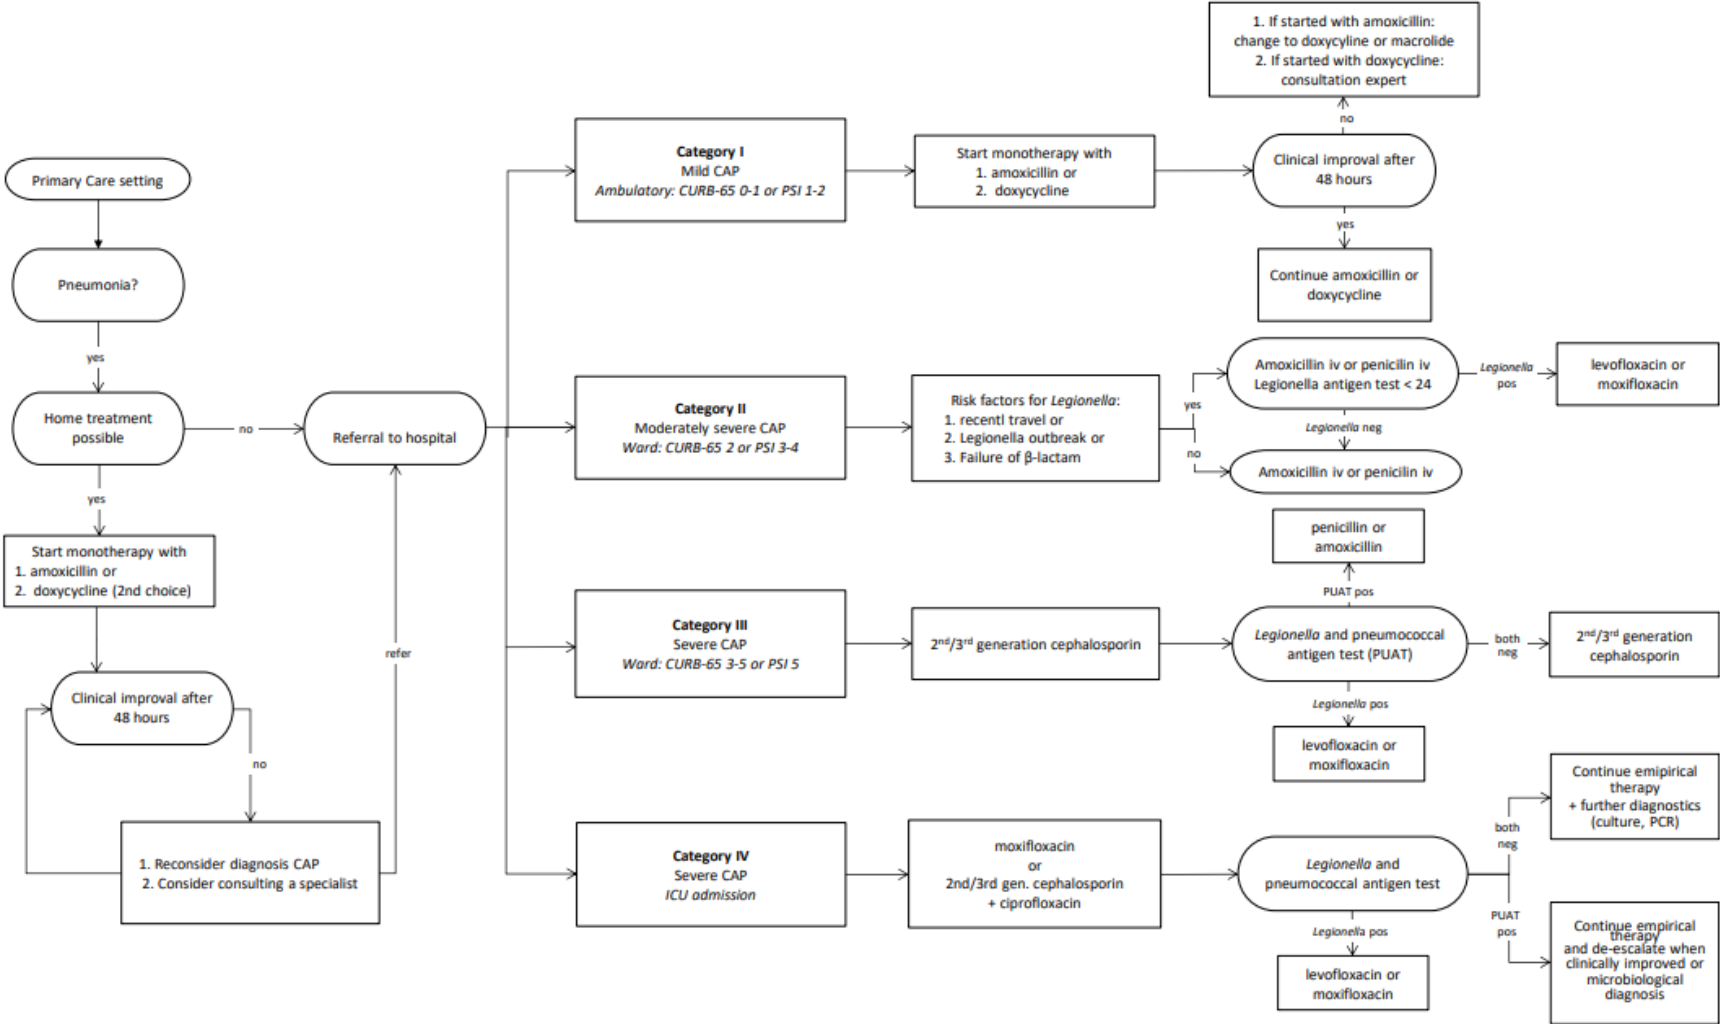 Primary Care setting
Pneumonia?
yes
Home treatment
possible
no
yes
Start monotherapy with
1. amoxicillin or
2. doxycycline (2nd choice)
Clinical improval after
48 hours
no
1. Reconsider diagnosis CAP
2. Consider consulting a specialist
refer
Referral to hospital
Category I
Mild CAP
Ambulatory: CURB-65 0-1 or PSI 1-2
Start monotherapy with
1. amoxicillin or
2. doxycycline
Clinical improval after
48 hours
no
1. If started with amoxicillin:
change to doxycyline or macrolide
2. If started with doxycycline:
consultation expert
yes
Continue amoxicillin or
doxycycline
Category II
Moderately severe CAP
Ward: CURB-65 2 or PSI 3-4
Risk factors for Legionella:
1. recentl travel or
2. Legionella outbreak or
3. Failure of β-lactam
yes
no
Amoxicillin iv or penicilin iv
Legionella antigen test < 24
Legionella
pos
levofloxacin or
moxifloxacin
Legionella neg
Amoxicillin iv or penicilin iv
Category III
Severe CAP
Ward: CURB-65 3-5 or PSI 5
2nd/3rd generation cephalosporin
Legionella and pneumococcal
antigen test (PUAT)
PUAT pos
penicillin or
amoxicillin
both
neg
2nd/3rd generation
cephalosporin
Legionella pos
levofloxacin or
moxifloxacin
Category IV
Severe CAP
ICU admission
moxifloxacin
or
2nd/3rd gen. cephalosporin
+ ciprofloxacin
Legionella and
pneumococcal antigen test
both
neg
Continue emipirical
therapy
+ further diagnostics
(culture, PCR)
PUAT
pos
Continue empirical
therapy
and de-escalate when
clinically improved or
microbiological
diagnosis
Legionella pos
levofloxacin or
moxifloxacin